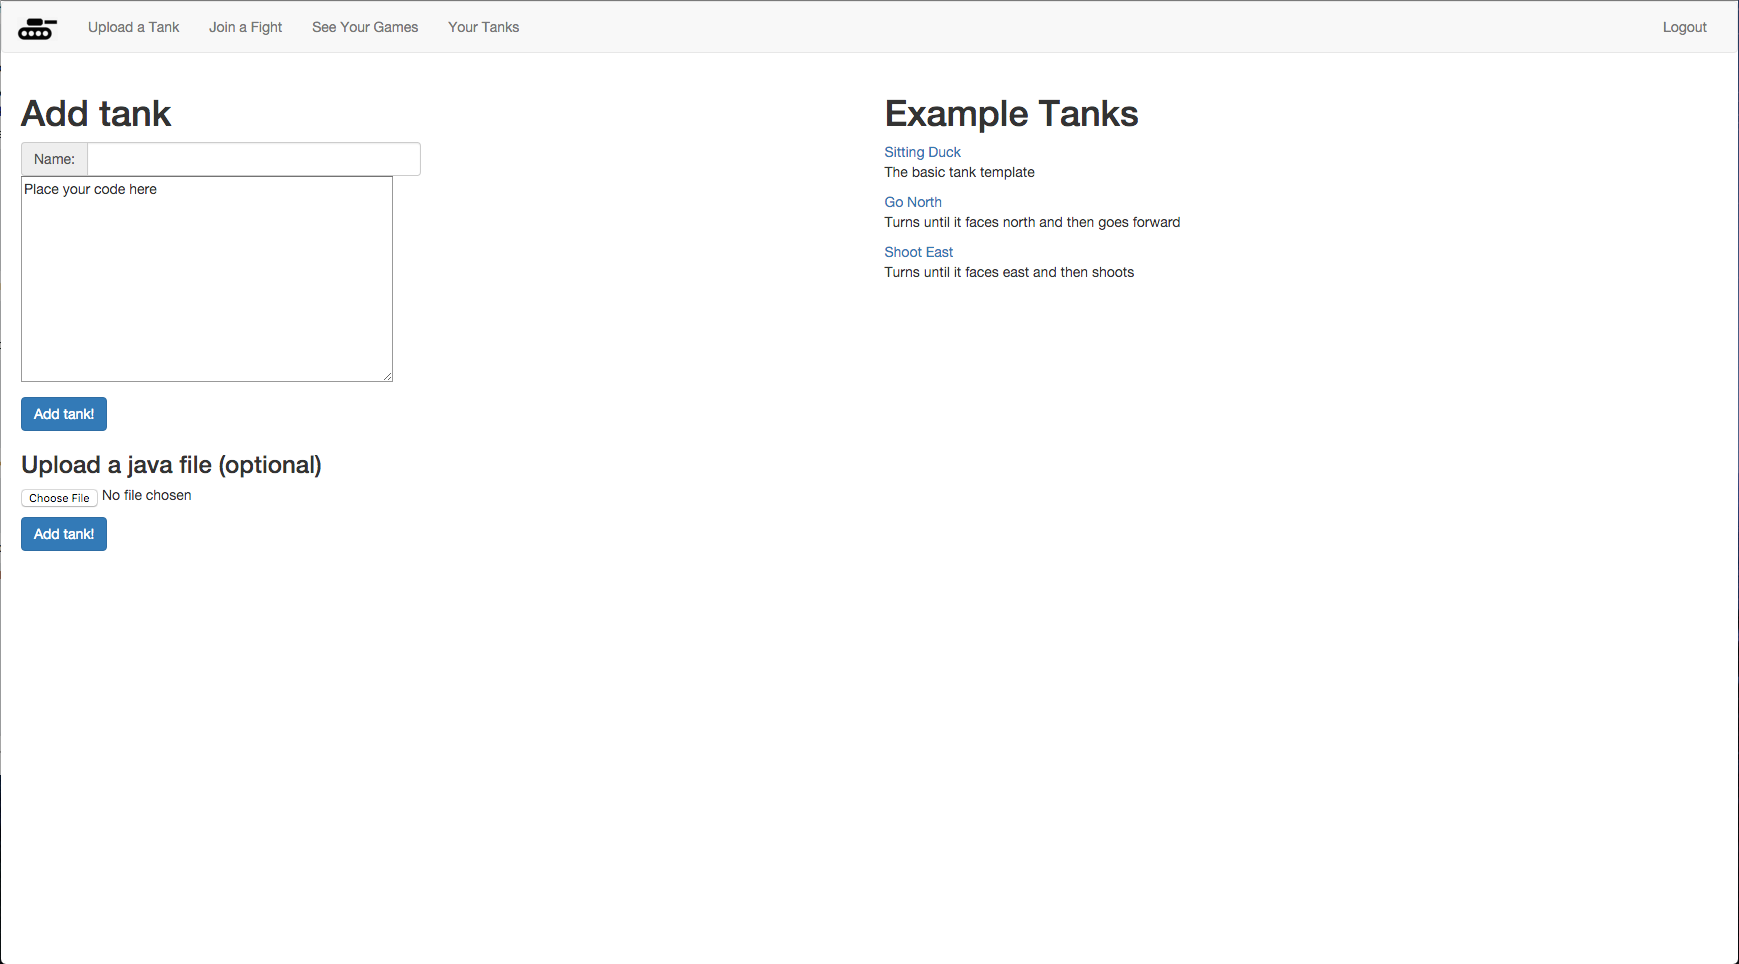 Upload a Tank
Join a Fight
See Your Games
Your Tanks
Logout
Add tank
Name:
Place your code here
Add tank!
Upload a java file (optional)
Choose File No file chosen
Add tank!
Example Tanks
Sitting Duck
The basic tank template
Go North
Turns until it faces north and then goes forward
Shoot East
Turns until it faces east and then shoots